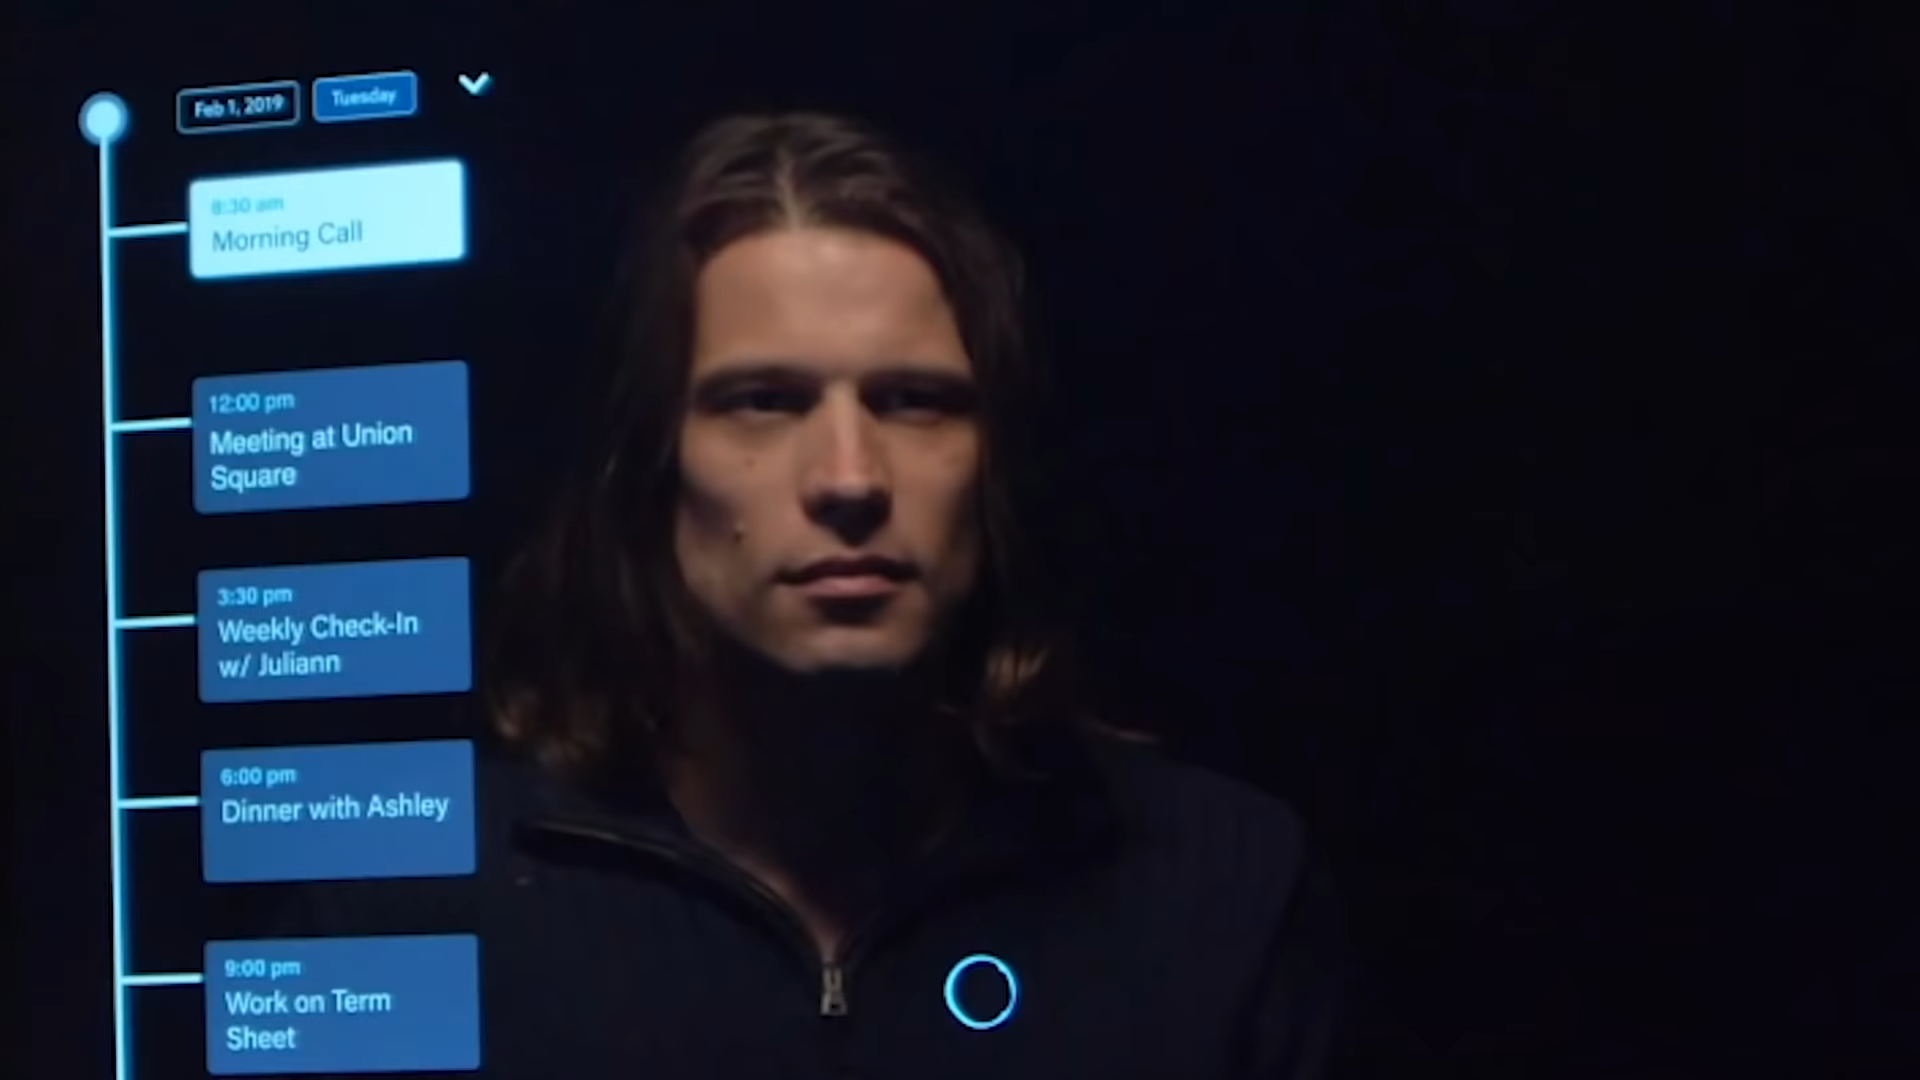 Feb 1, 2019 Tuesday
8:30 am
Morning Call
12:00 pm
Meeting at Union
Square
3:30 pm
Weekly Check-In
w/ Juliann
6:00 pm
Dinner with Ashley
9:00 pm
Work on Term
Sheet